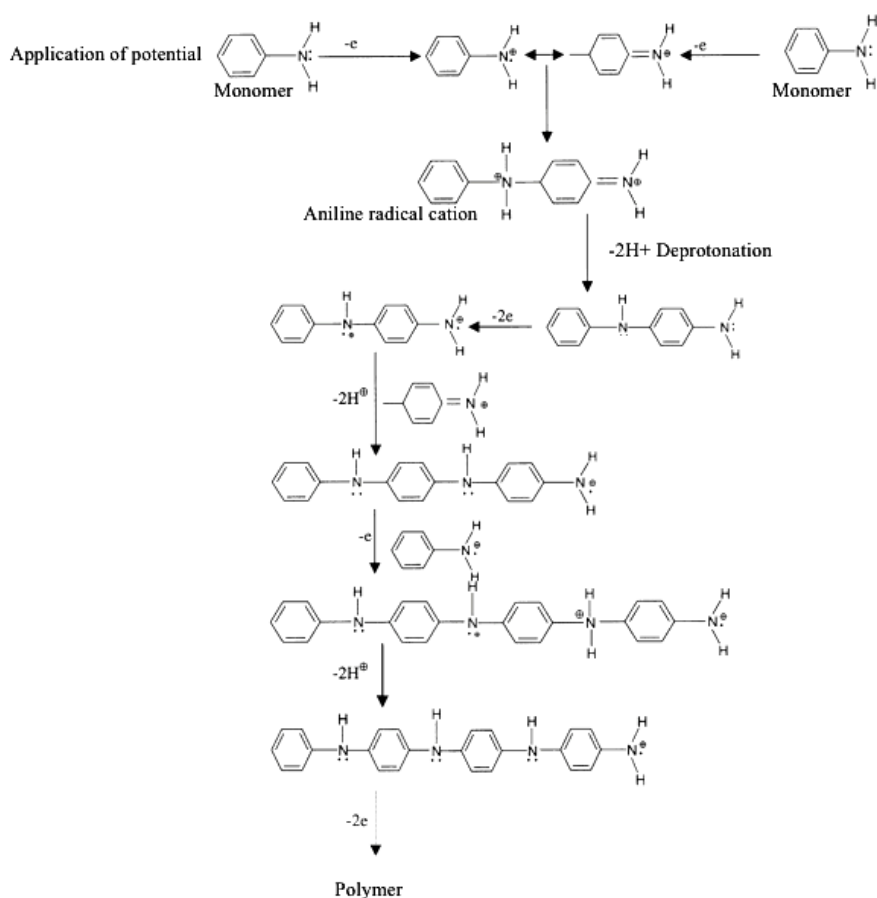 Application of potential
-e
-e
Monomer
Monomer
Aniline radical cation
-2H+ Deprotonation
-2e
-2H⊕
-e
-2H⊕
-2e
Polymer